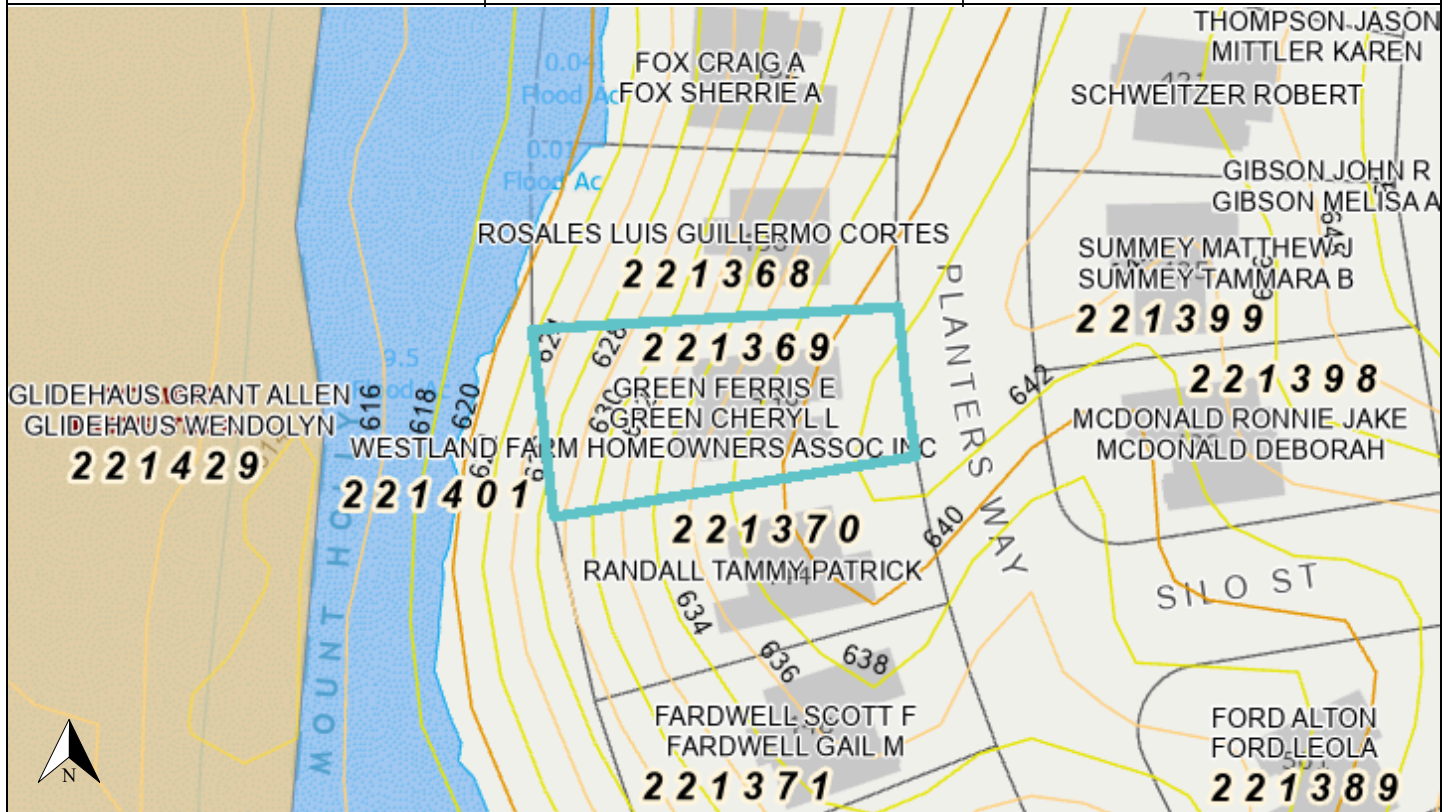 THOMPSON JASON
MITTLER KAREN
FOX CRAIG A
FOX SHERRIE A
SCHWEITZER ROBERT
421
0.04
Flood Ac
0.01
Flood Ac
GIBSON JOHN R
GIBSON MELISA A
ROSALES LUIS GUILLERMO CORTES
221368
SUMMEY MATTHEW J
SUMMEY TAMMARA B
221399
PLANTERS WAY
628
221369
221398
9.5
GLIDEHAUS GRANT ALLEN
GLIDEHAUS WENDOLYN
221429
616
618
620
630
642
GREEN FERRIS E
GREEN CHERYL L
WESTLAND FARM HOMEOWNERS ASSOC INC
221401
MCDONALD RONNIE JAKE
MCDONALD DEBORAH
221370
RANDALL TAMMY PATRICK
640
SILO ST
634
636
638
MOUNT HOLLY
FARDWELL SCOTT F
FARDWELL GAIL M
221371
FORD ALTON
FORD LEOLA
221389
N